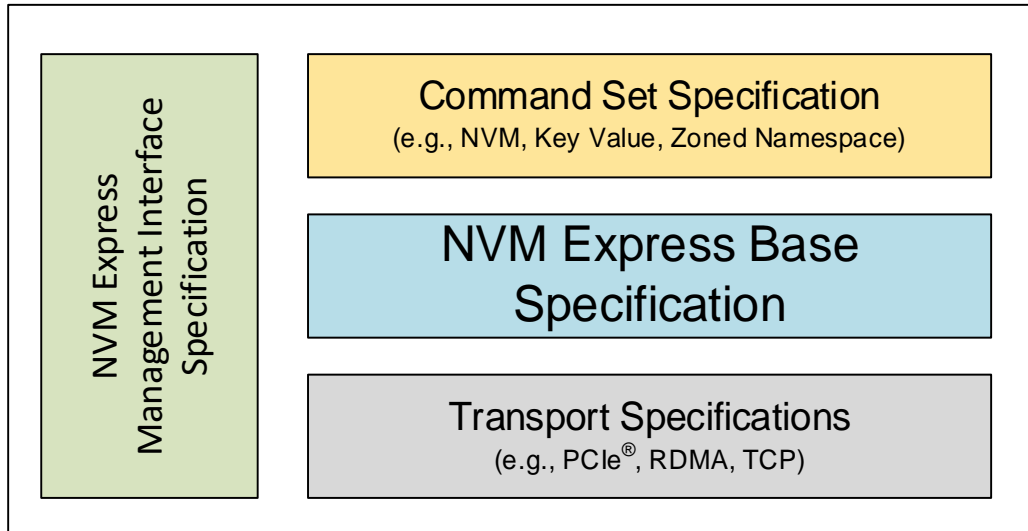 NVM Express
Management Interface
Specification
Command Set Specification
(e.g., NVM, Key Value, Zoned Namespace)
NVM Express Base
Specification
Transport Specifications
(e.g., PCIe®, RDMA, TCP)